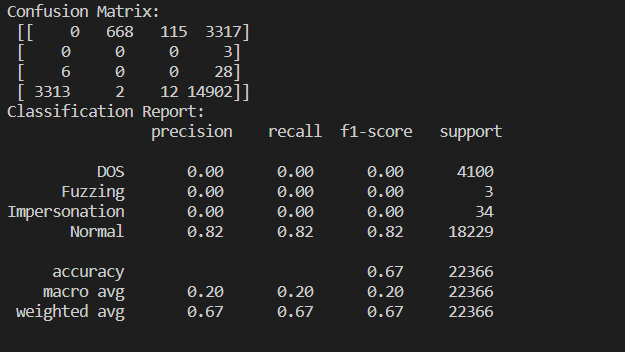 Confusion Matrix:
[[    0   668   115  3317]
[    0     0     0     3]
[    6     0     0    28]
[ 3313     2    12 14902]]
Classification Report:
precision    recall  f1-score   support
DOS       0.00      0.00      0.00      4100
Fuzzing       0.00      0.00      0.00         3
Impersonation       0.00      0.00      0.00        34
Normal       0.82      0.82      0.82     18229
accuracy                           0.67     22366
macro avg       0.20      0.20      0.20     22366
weighted avg       0.67      0.67      0.67     22366